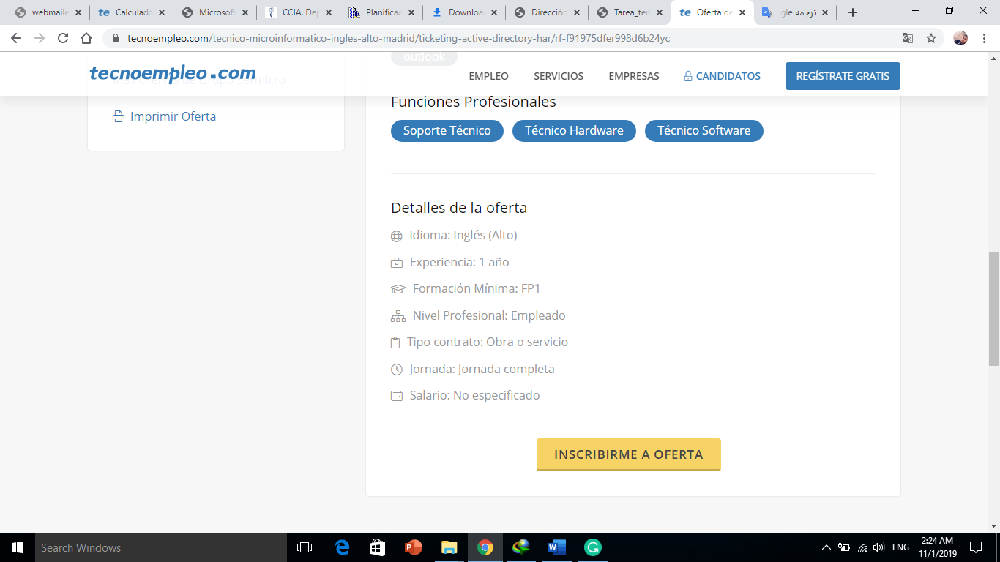 webmaile
Calculado
Microsoft
CCIA. Dep
Planificac
Downloa
Dirección
Tarea_ten
Oferta de
ترجمة gle
tecnoempleo.com/tecnico-microinformatico-ingles-alto-madrid/ticketing-active-directory-har/rf-f91975dfer998d6b24yc
tecnoempleo.com
EMPLEO
SERVICIOS
EMPRESAS
CANDIDATOS
REGÍSTRATE GRATIS
Más Ofertas de Grupo Sermicro
Imprimir Oferta
outlook
Funciones Profesionales
Soporte Técnico
Técnico Hardware
Técnico Software
Detalles de la oferta
Idioma: Inglés (Alto)
Experiencia: 1 año
Formación Mínima: FP1
Nivel Profesional: Empleado
Tipo contrato: Obra o servicio
Jornada: Jornada completa
Salario: No especificado
INSCRIBIRME A OFERTA
Search Windows
ENG
2:24 AM
11/1/2019